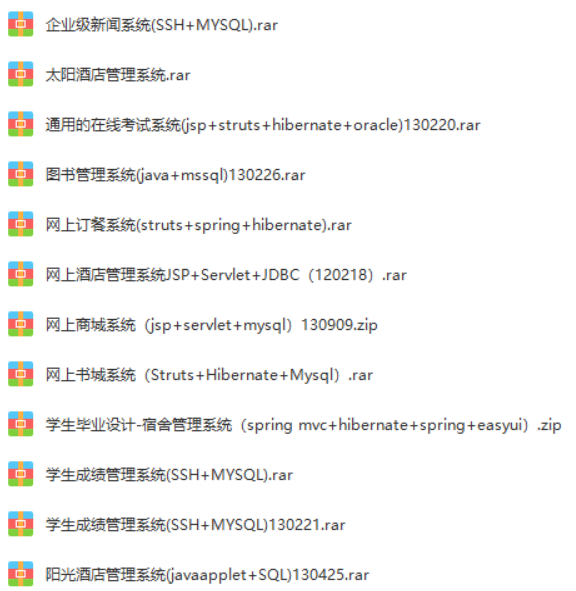 企业级新闻系统(SSH+MYSQL).rar
太阳酒店管理系统.rar
通用的在线考试系统(jsp+struts+hibernate+oracle)130220.rar
图书管理系统(java+mssql)130226.rar
网上订餐系统(struts+spring+hibernate).rar
网上酒店管理系统JSP+Servlet+JDBC（120218）.rar
网上商城系统（jsp+servlet+mysql）130909.zip
网上书城系统（Struts+Hibernate+Mysql）.rar
学生毕业设计-宿舍管理系统（spring mvc+hibernate+spring+easyui）.zip
学生成绩管理系统(SSH+MYSQL).rar
学生成绩管理系统(SSH+MYSQL)130221.rar
阳光酒店管理系统(javaapplet+SQL)130425.rar